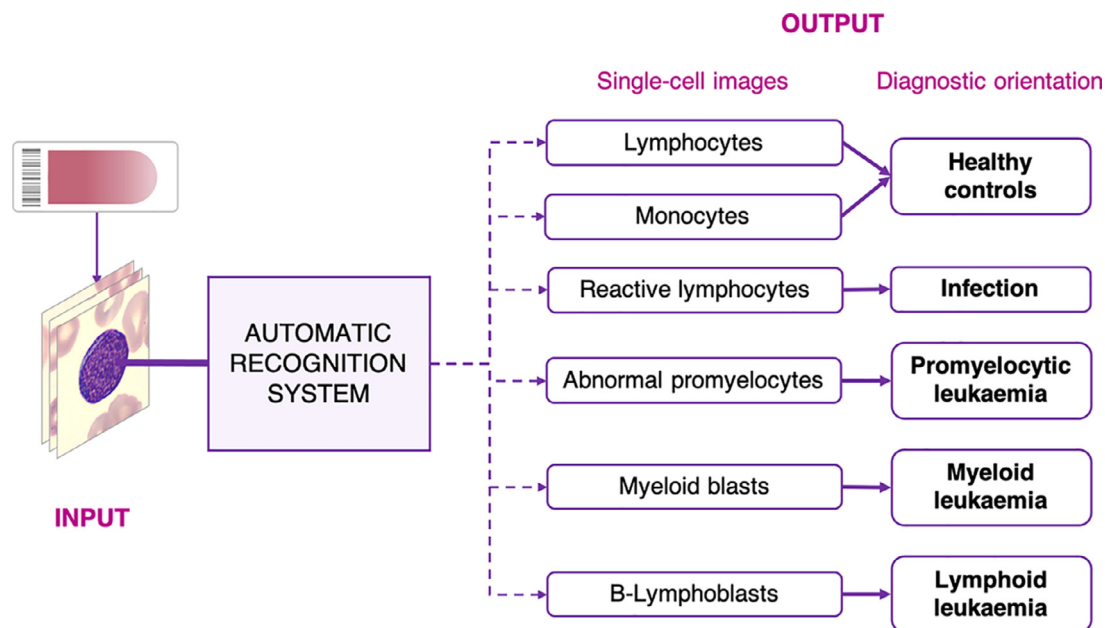 OUTPUT
Single-cell images
Diagnostic orientation
Lymphocytes
Monocytes
Healthy
controls
Reactive lymphocytes
Infection
AUTOMATIC
RECOGNITION
SYSTEM
Abnormal promyelocytes
Promyelocytic
leukaemia
Myeloid blasts
Myeloid
leukaemia
INPUT
B-Lymphoblasts
Lymphoid
leukaemia